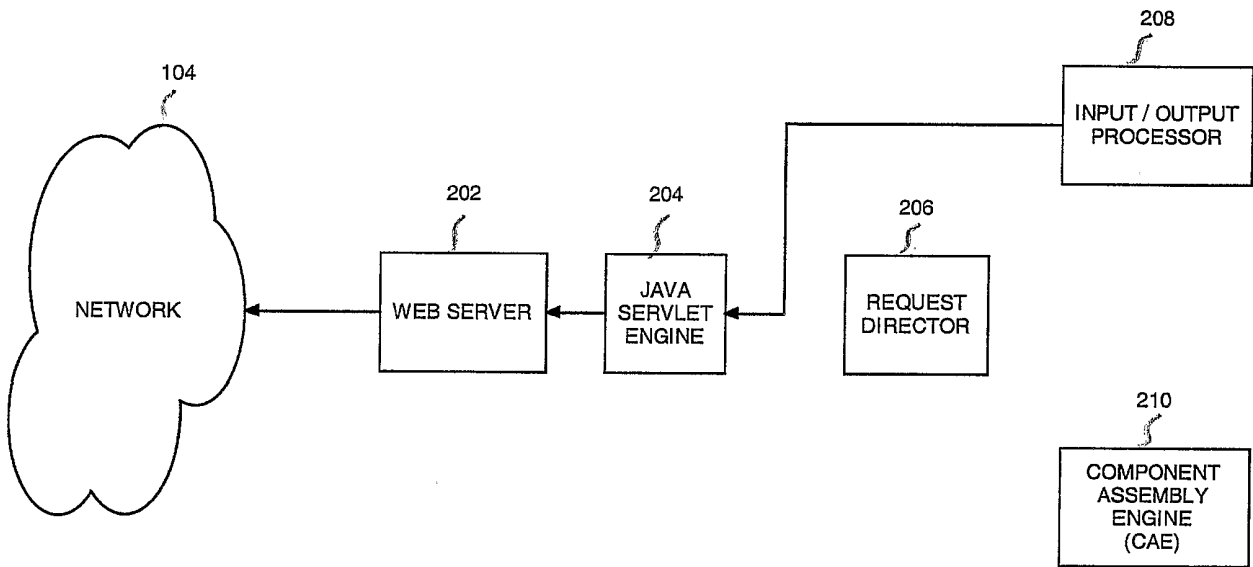 208
INPUT / OUTPUT
PROCESSOR
104
NETWORK
202
WEB SERVER
204
JAVA
SERVLET
ENGINE
206
REQUEST
DIRECTOR
210
COMPONENT
ASSEMBLY
ENGINE
(CAE)